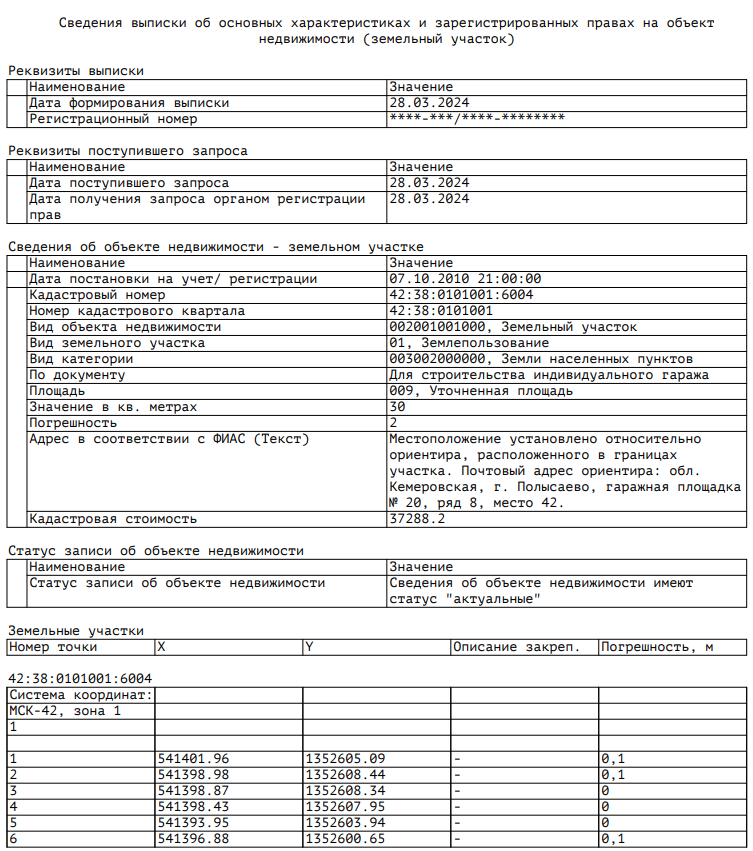 Сведения выписки об основных характеристиках и зарегистрированных правах на объект
недвижимости (земельный участок)
Реквизиты выписки
Наименование Значение
Дата формирования выписки 28.03.2024
Регистрационный номер ****-***/****-********
Реквизиты поступившего запроса
Наименование Значение
Дата поступившего запроса 28.03.2024
Дата получения запроса органом регистрации 28.03.2024
прав
Сведения об объекте недвижимости - земельном участке
Наименование Значение
Дата постановки на учет/ регистрации 07.10.2010 21:00:00
Кадастровый номер 42:38:0101001:6004
Номер кадастрового квартала 42:38:0101001
Вид объекта недвижимости 002001001000, Земельный участок
Вид земельного участка 01, Землепользование
Вид категории 003002000000, Земли населенных пунктов
По документу Для строительства индивидуального гаража
Площадь 009, Уточненная площадь
Значение в кв. метрах 30
Погрешность 2
Адрес в соответствии с ФИАС (Текст) Местоположение установлено относительно
ориентира, расположенного в границах
участка. Почтовый адрес ориентира: обл.
Кемеровская, г. Полысаево, гаражная площадка
№ 20, ряд 8, место 42.
Кадастровая стоимость 37288.2
Статус записи об объекте недвижимости
Наименование Значение
Статус записи об объекте недвижимости Сведения об объекте недвижимости имеют
статус "актуальные"
Земельные участки
Номер точки X Y Описание закреп. Погрешность, м
42:38:0101001:6004
Система координат:
МСК-42, зона 1
1
1 541401.96 1352605.09 - 0,1
2 541398.98 1352608.44 - 0,1
3 541398.87 1352608.34 - 0
4 541398.43 1352607.95 - 0
5 541393.95 1352603.94 - 0
6 541396.88 1352600.65 - 0,1